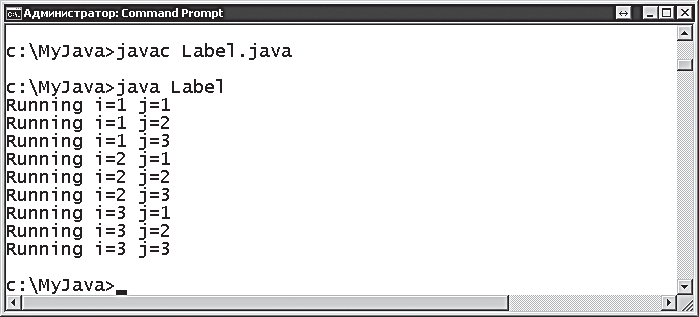 Администратор: Command Prompt
c:\MyJava>javac Label.java
c:\MyJava>java Label
Running i=1 j=1
Running i=1 j=2
Running i=1 j=3
Running i=2 j=1
Running i=2 j=2
Running i=2 j=3
Running i=3 j=1
Running i=3 j=2
Running i=3 j=3
c:\MyJava>_